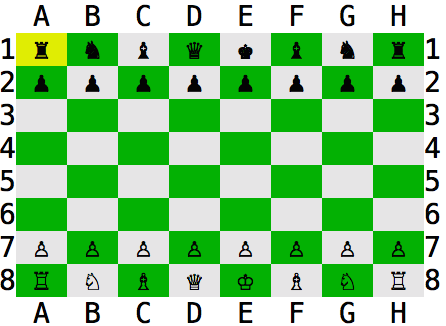 A B C D E F G H
1 ♜ ♞ ♝ ♛ ♚ ♝ ♞ ♜ 1
2 ♟ ♟ ♟ ♟ ♟ ♟ ♟ ♟ 2
3 3
4 4
5 5
6 6
7 ♙ ♙ ♙ ♙ ♙ ♙ ♙ ♙ 7
8 ♖ ♘ ♗ ♕ ♔ ♗ ♘ ♖ 8
A B C D E F G H